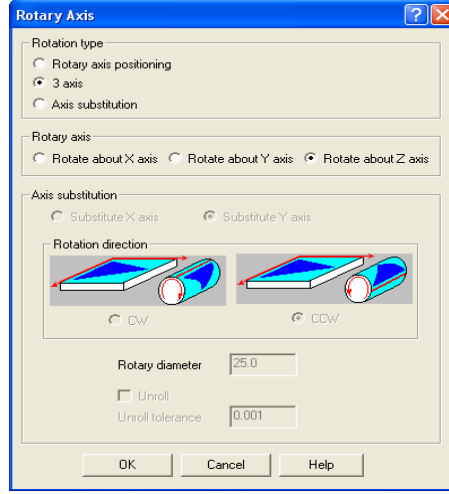 Rotary Axis
Rotation type
Rotary axis positioning
3 axis
Axis substitution
Rotary axis
Rotate about X axis Rotate about Y axis Rotate about Z axis
Axis substitution
Substitute X axis Substitute Y axis
Rotation direction
CW CCW
Rotary diameter 25.0
Unroll
Unroll tolerance 0.001
OK Cancel Help